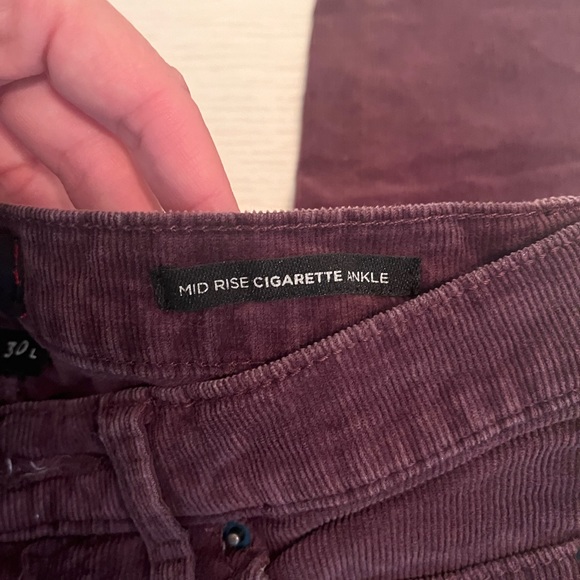 MID RISE CIGARETTE ANKLE
30L